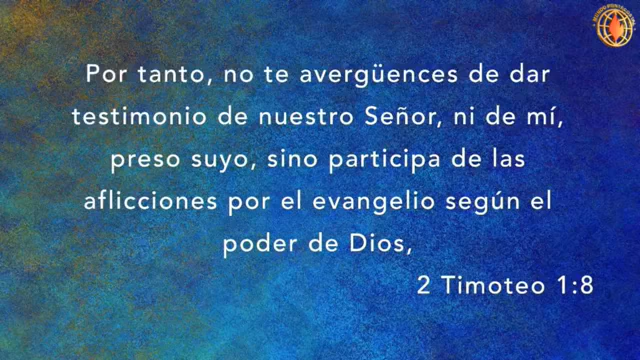 Por tanto, no te avergüences de dar
testimonio de nuestro Señor, ni de mí,
preso suyo, sino participa de las
aflicciones por el evangelio según el
poder de Dios,
2 Timoteo 1:8